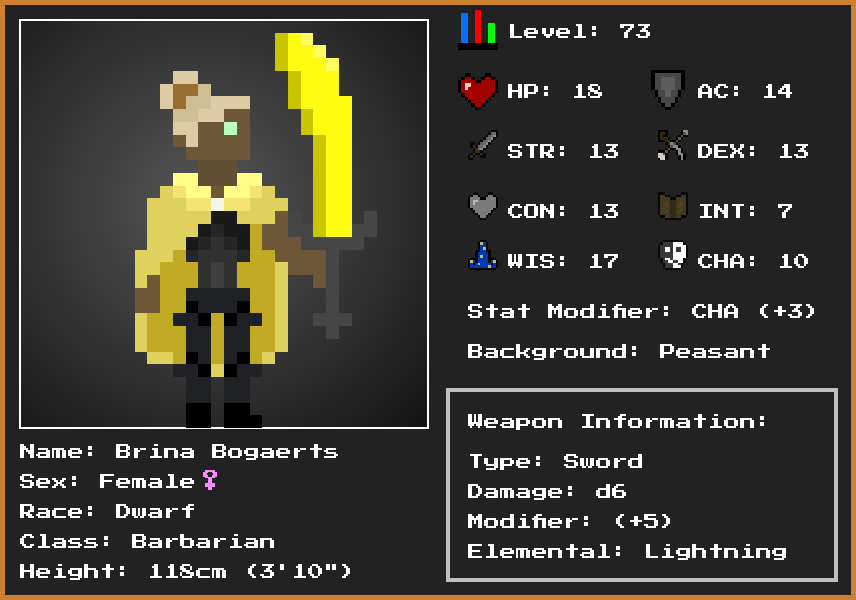 Level: 73
HP: 18
AC: 14
STR: 13
DEX: 13
CON: 13
INT: 7
WIS: 17
CHA: 10
Stat Modifier: CHA (+3)
Background: Peasant
Weapon Information:
Type: Sword
Damage: d6
Modifier: (+5)
Elemental: Lightning
Name: Brina Bogaerts
Sex: Female♀
Race: Dwarf
Class: Barbarian
Height: 118cm (3'10")